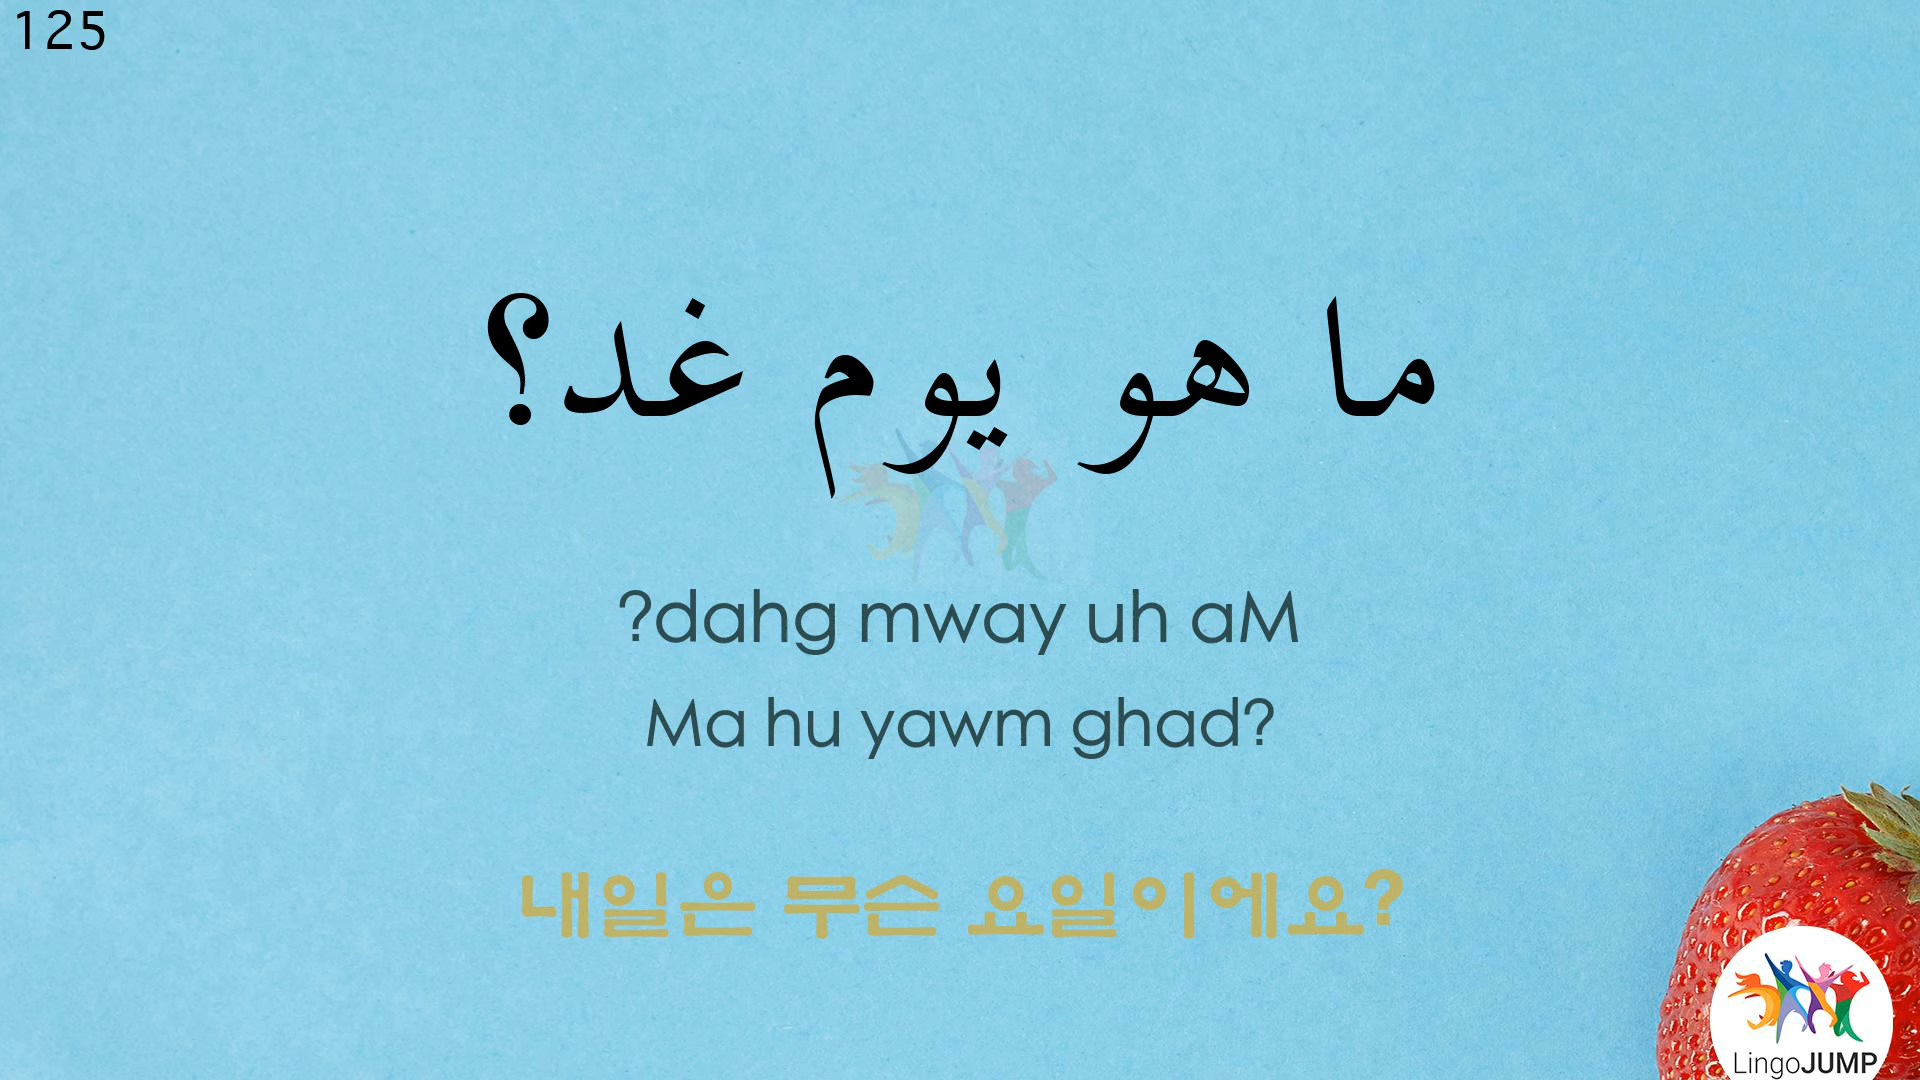 125
ما هو يوم غد؟
?dahg mway uh aM
Ma hu yawm ghad?
내일은 무슨 요일이에요?
LingoJUMP